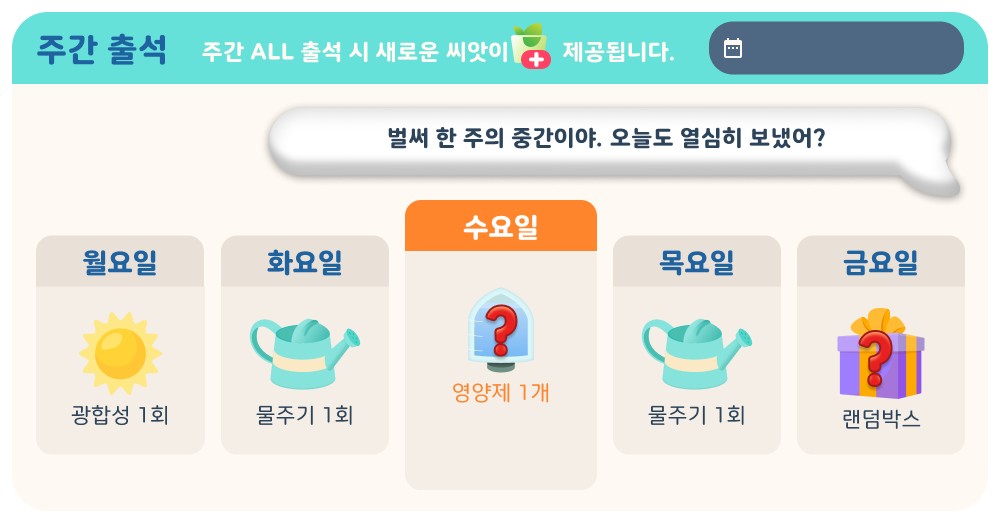 주간 출석
주간 ALL 출석 시 새로운 씨앗이 제공됩니다.
벌써 한 주의 중간이야. 오늘도 열심히 보냈어?
월요일
광합성 1회
화요일
물주기 1회
수요일
?
영양제 1개
목요일
물주기 1회
금요일
?
랜덤박스